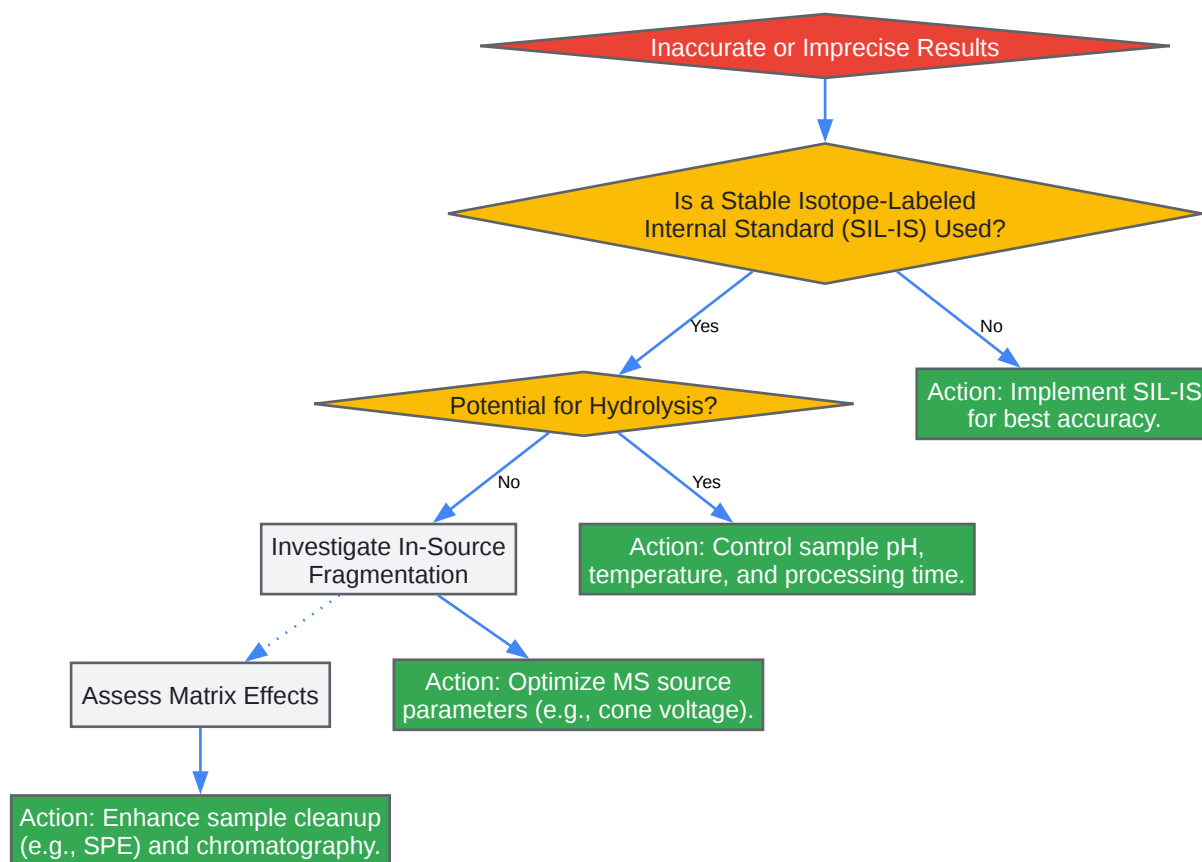 Inaccurate or Imprecise Results
Is a Stable Isotope-Labeled
Internal Standard (SIL-IS) Used?
Yes
No
Potential for Hydrolysis?
Action: Implement SIL-IS
for best accuracy.
No
Yes
Investigate In-Source
Fragmentation
Action: Control sample pH,
temperature, and processing time.
Assess Matrix Effects
Action: Optimize MS source
parameters (e.g., cone voltage).
Action: Enhance sample cleanup
(e.g., SPE) and chromatography.